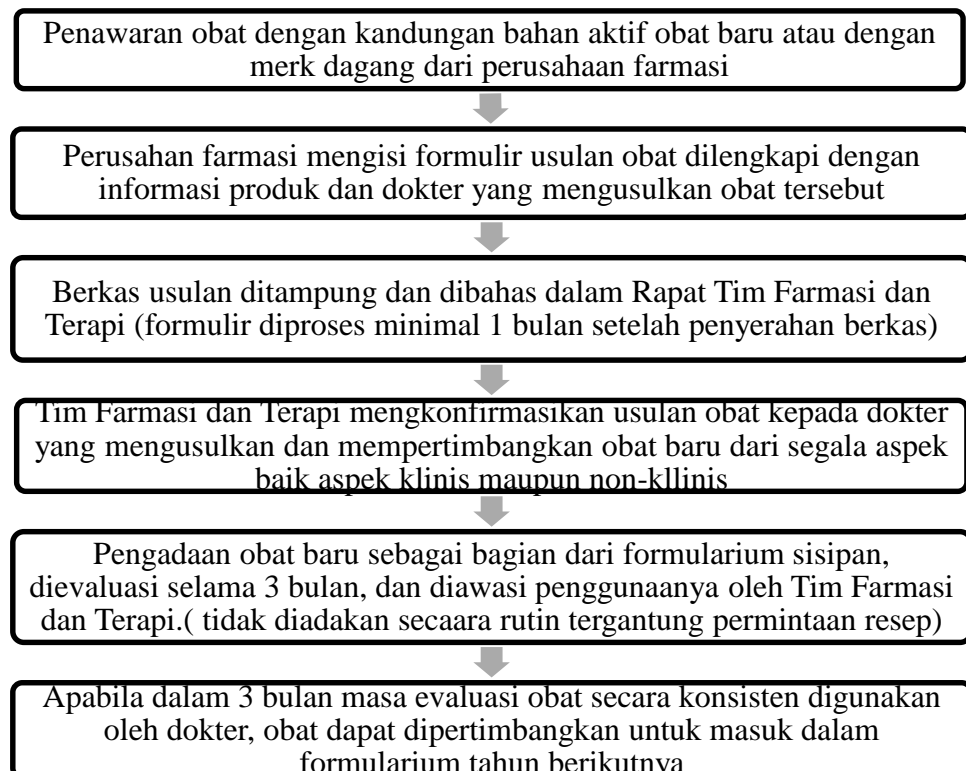 Penawaran obat dengan kandungan bahan aktif obat baru atau dengan
merk dagang dari perusahaan farmasi
Perusahan farmasi mengisi formulir usulan obat dilengkapi dengan
informasi produk dan dokter yang mengusulkan obat tersebut
Berkas usulan ditampung dan dibahas dalam Rapat Tim Farmasi dan
Terapi (formulir diproses minimal 1 bulan setelah penyerahan berkas)
Tim Farmasi dan Terapi mengkonfirmasikan usulan obat kepada dokter
yang mengusulkan dan mempertimbangkan obat baru dari segala aspek
baik aspek klinis maupun non-kllinis
Pengadaan obat baru sebagai bagian dari formularium sisipan,
dievaluasi selama 3 bulan, dan diawasi penggunaanya oleh Tim Farmasi
dan Terapi.( tidak diadakan secaara rutin tergantung permintaan resep)
Apabila dalam 3 bulan masa evaluasi obat secara konsisten digunakan
oleh dokter, obat dapat dipertimbangkan untuk masuk dalam
formularium tahun berikutnya